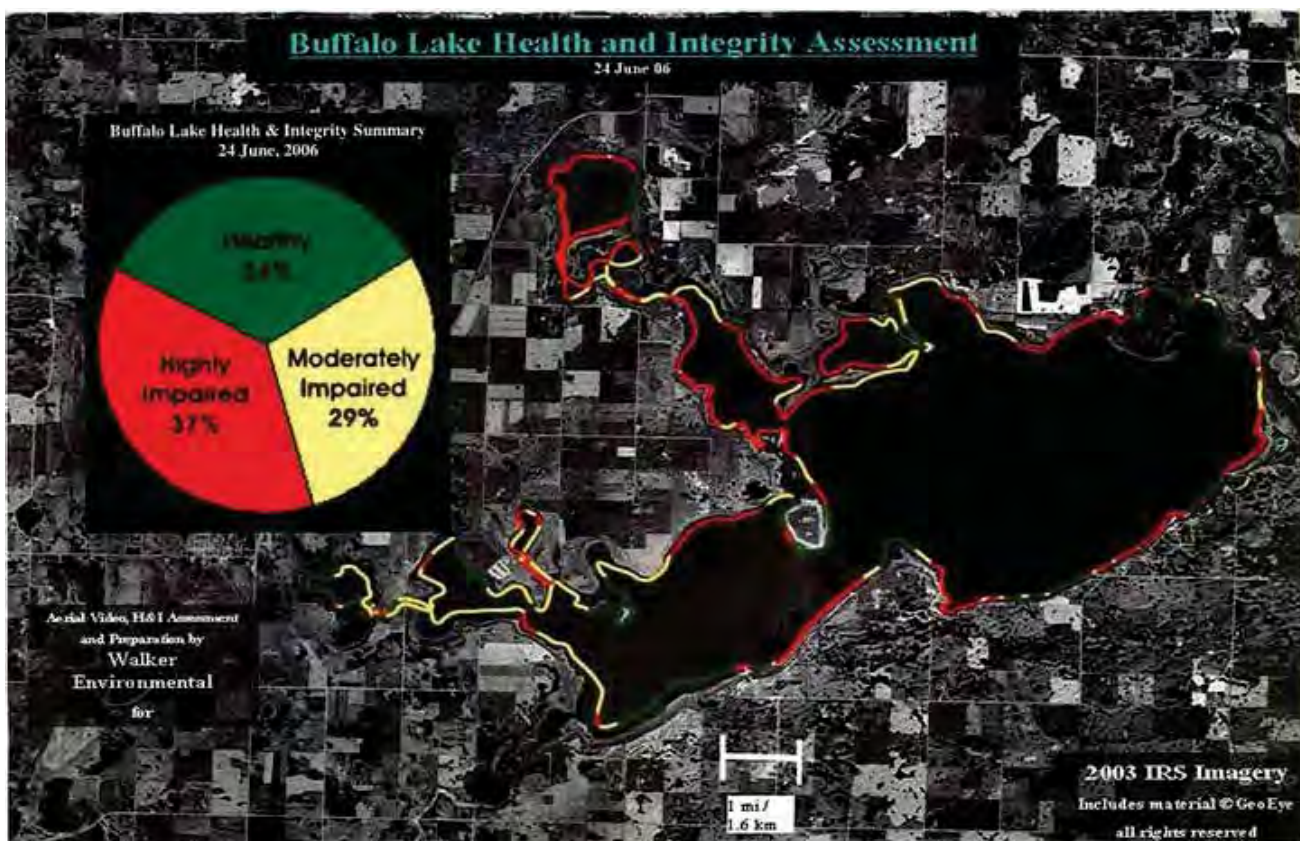 Buffalo Lake Health and Integrity Assessment
24 June 06
Buffalo Lake Health & Integrity Summary
24 June, 2006
Healthy
34%
Highly
Impaired
37%
Moderately
Impaired
29%
Aerial Video, H&I Assessment
and Preparation by
Walker
Environmental
for
1 mi /
1.6 km
2003 IRS Imagery
Includes material © GeoEye
all rights reserved